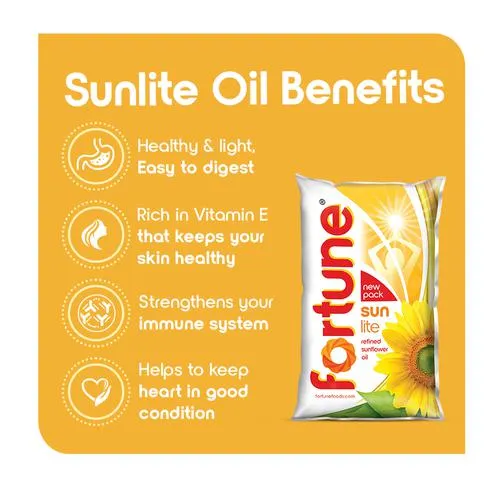 Sunlite Oil Benefits
Healthy & light,
Easy to digest
Rich in Vitamin E
that keeps your
skin healthy
Strengthens your
immune system
Helps to keep
heart in good
condition
fortune®
new
pack
sun
lite
refined
sunflower
oil
fortunefoods.com